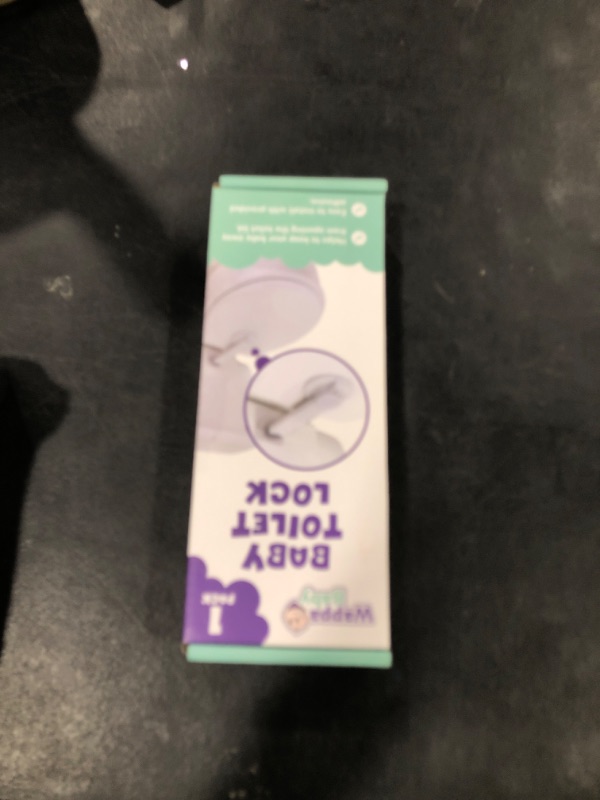 Wappa
Baby
1
PACK
BABY
TOILET
LOCK
Helps to keep your baby away
from opening the toilet lid
Easy to install with provided
adhesive